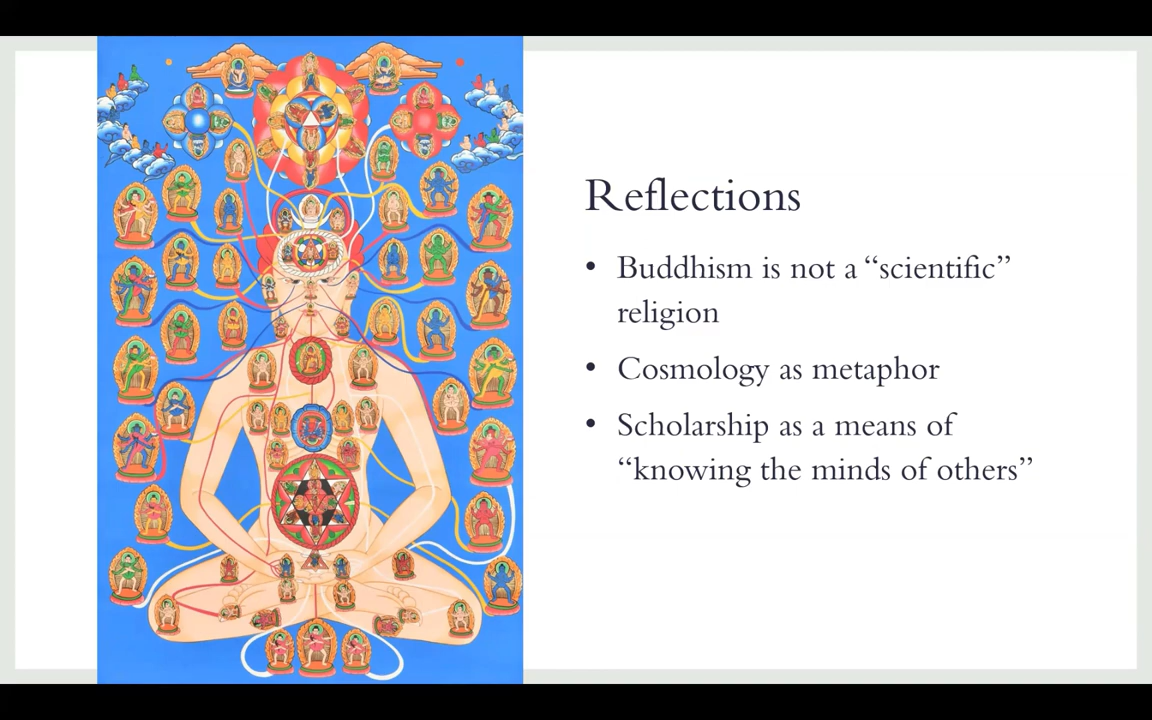 Reflections
• Buddhism is not a “scientific”
religion
• Cosmology as metaphor
• Scholarship as a means of
“knowing the minds of others”